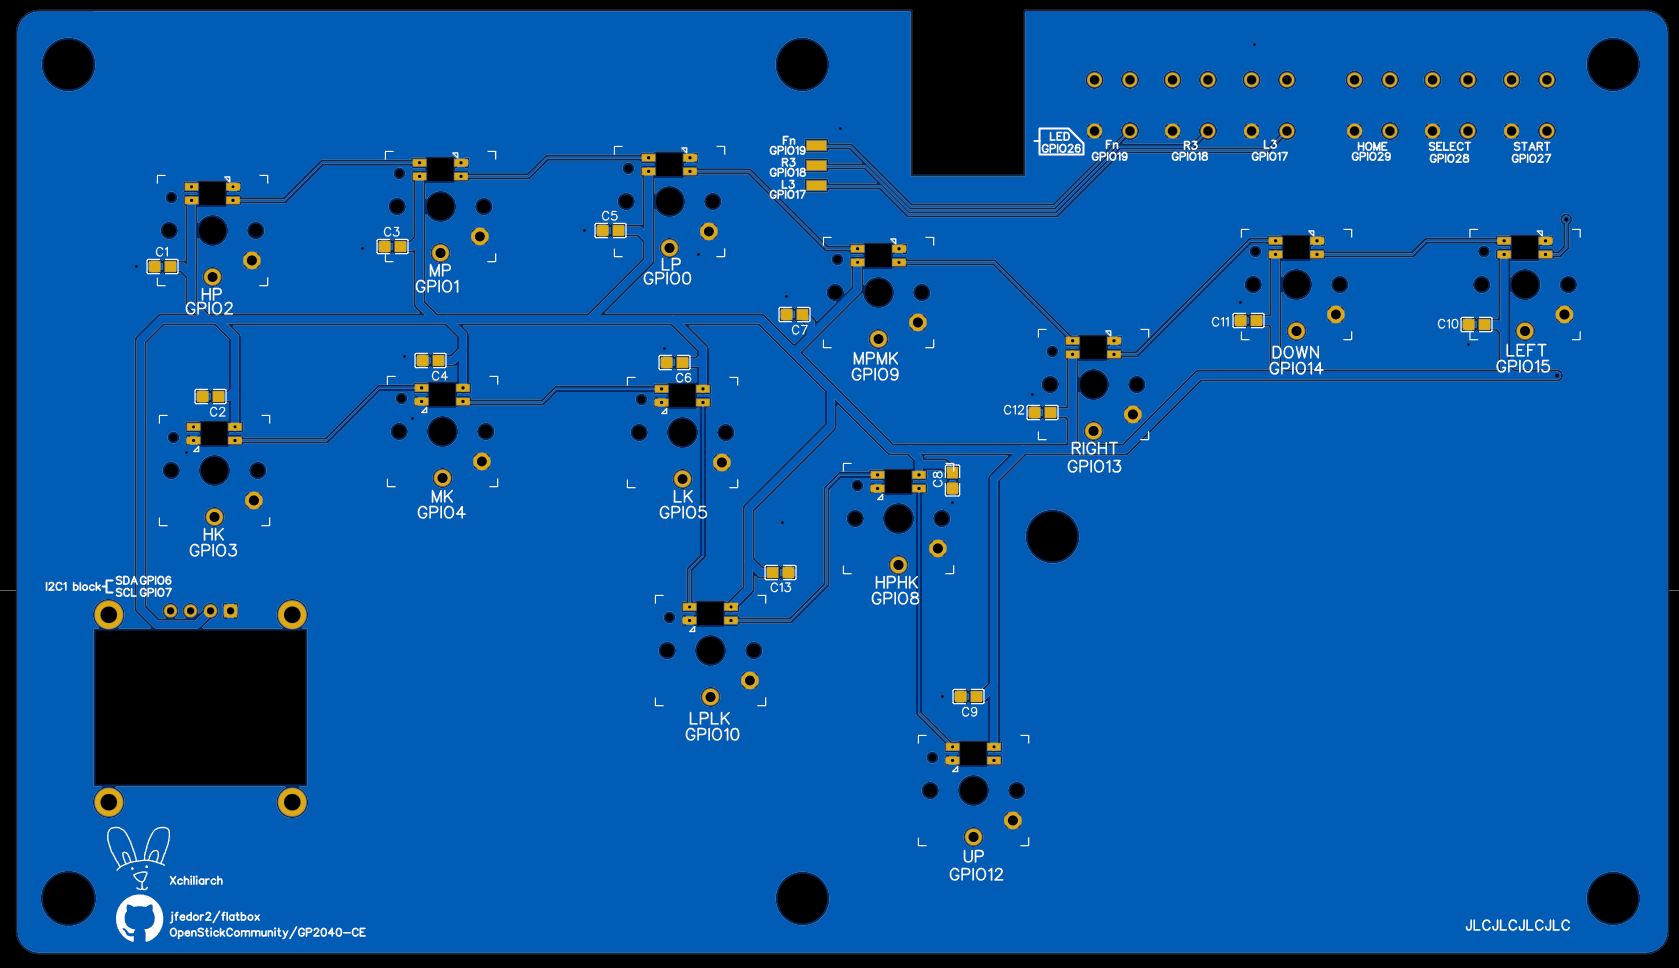 Fn
GPIO19
R3
GPIO18
L3
GPIO17
LED
GPIO26
Fn
GPIO19
R3
GPIO18
L3
GPIO17
HOME
GPIO29
SELECT
GPIO28
START
GPIO27
C1
HP
GPIO2
C3
MP
GPIO1
C5
LP
GPIO0
C7
MPMK
GPIO9
C11
DOWN
GPIO14
C10
LEFT
GPIO15
C2
HK
GPIO3
C4
MK
GPIO4
C6
LK
GPIO5
C12
RIGHT
GPIO13
C8
HPHK
GPIO8
C13
LPLK
GPIO10
C9
UP
GPIO12
I2C1 block
SDA GPIO6
SCL GPIO7
Xchiliarch
jfedor2/flatbox
OpenStickCommunity/GP2040-CE
JLCJLCJLCJLC